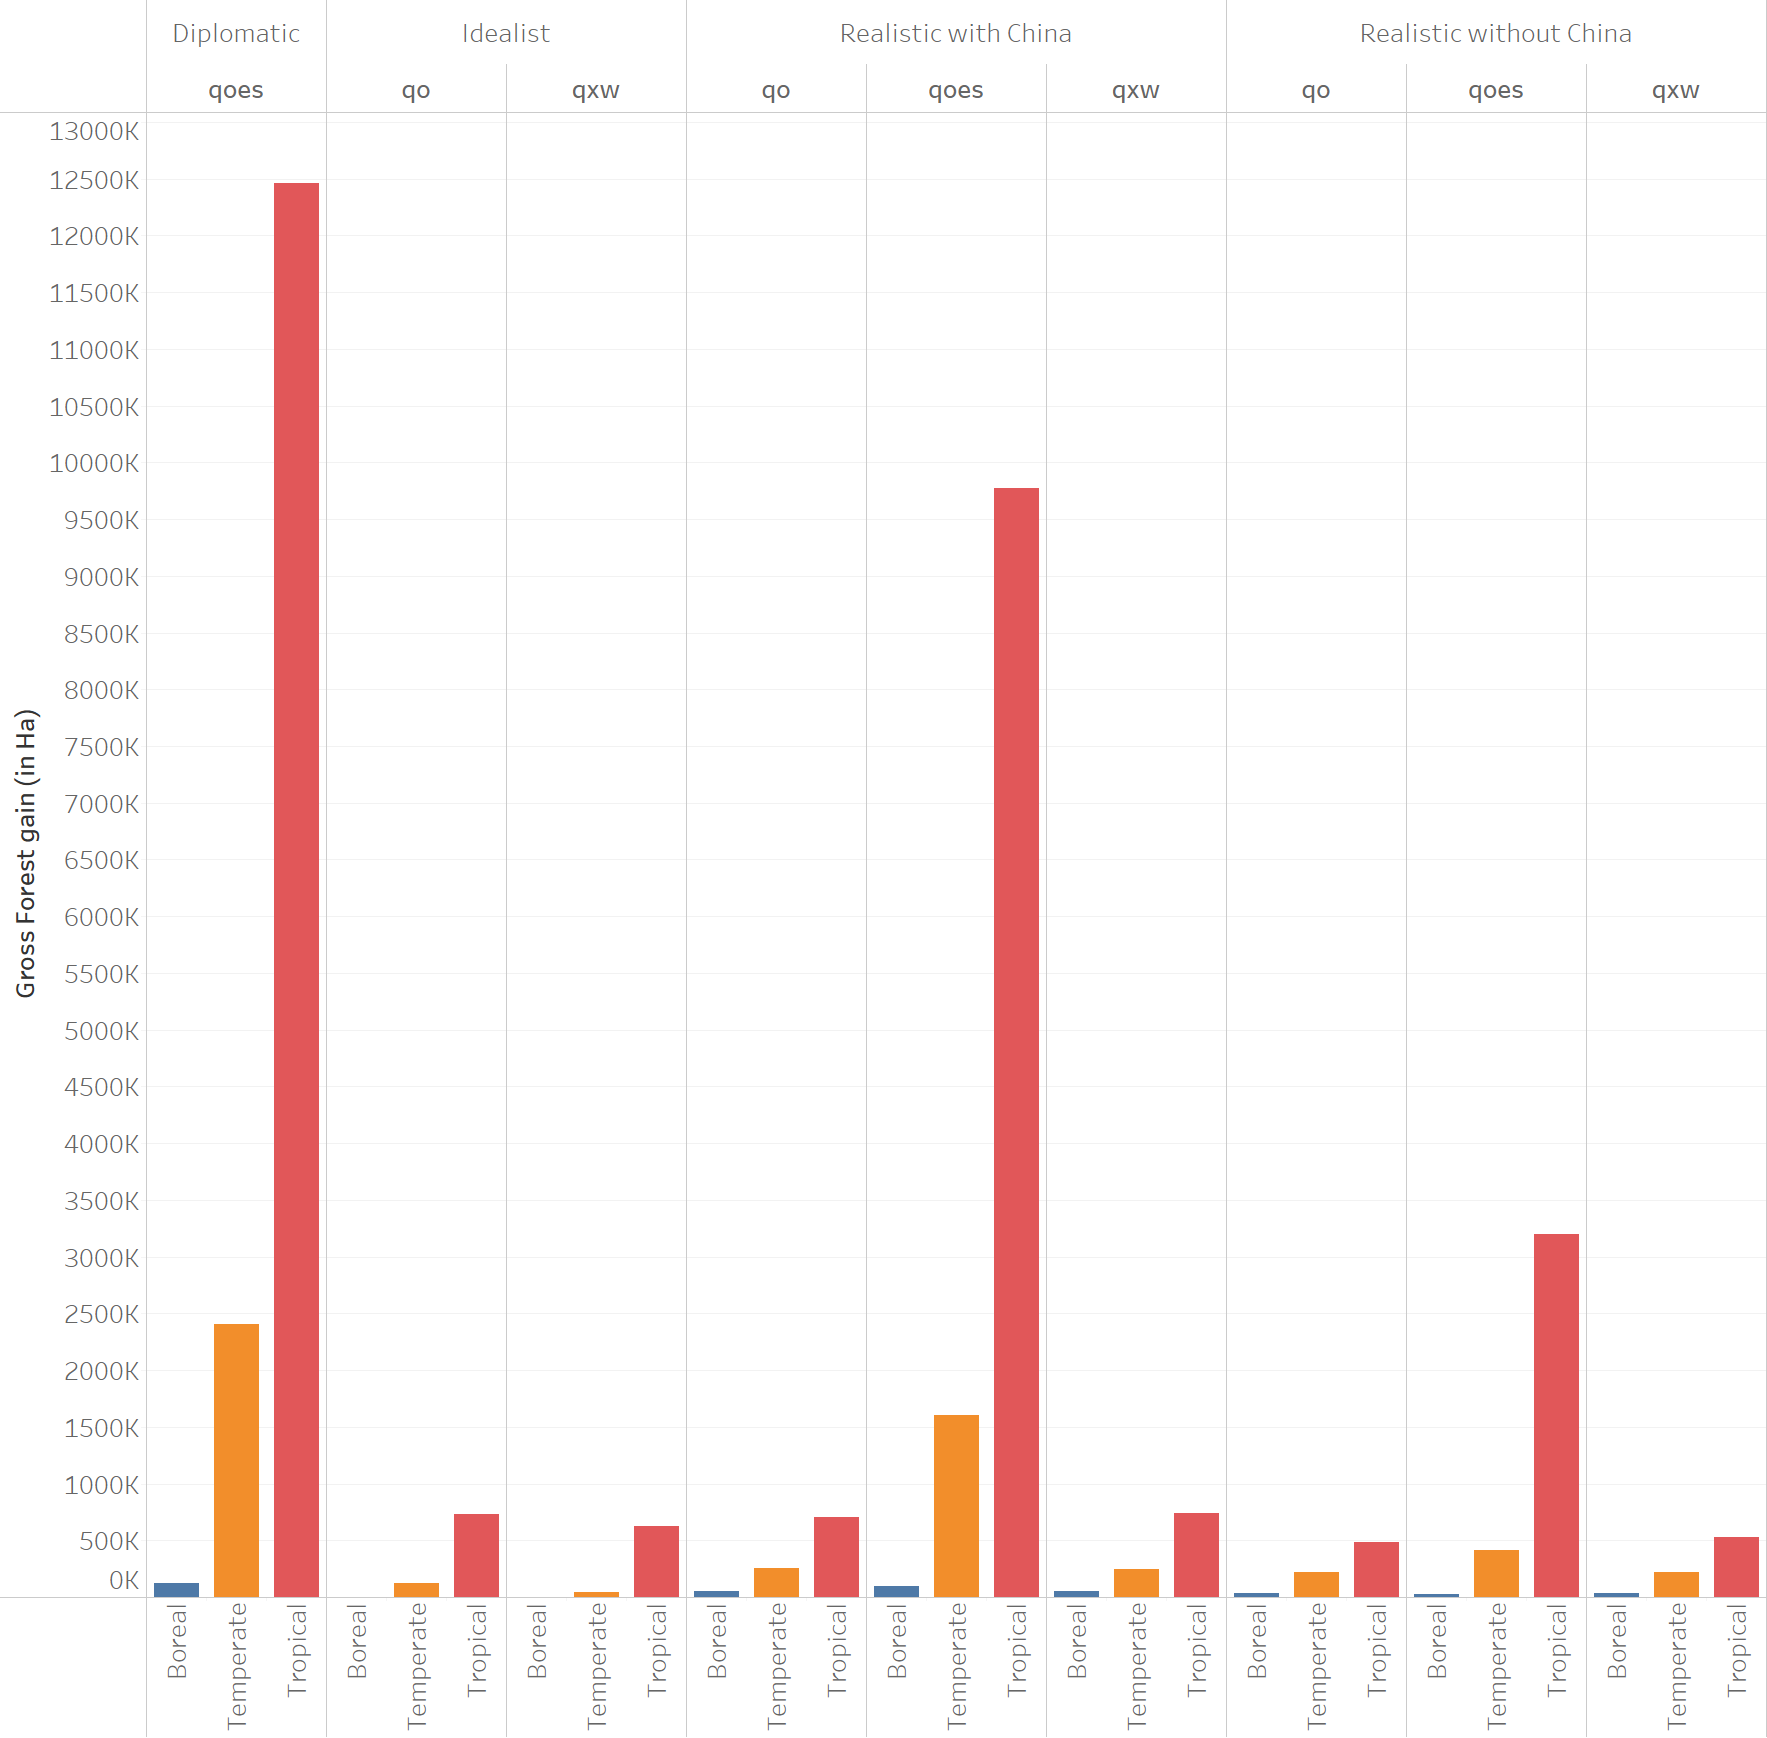 Diplomatic Idealist Realistic with China Realistic without China
qoes qo qxw qo qoes qxw qo qoes qxw
13000K
12500K
12000K
11500K
11000K
10500K
10000K
9500K
9000K
8500K
8000K
7500K
7000K
6500K
6000K
5500K
5000K
4500K
4000K
3500K
3000K
2500K
2000K
1500K
1000K
500K
0K
Gross Forest gain (in Ha)
Boreal Temperate Tropical Boreal Temperate Tropical Boreal Temperate Tropical Boreal Temperate Tropical Boreal Temperate Tropical Boreal Temperate Tropical Boreal Temperate Tropical Boreal Temperate Tropical Boreal Temperate Tropical